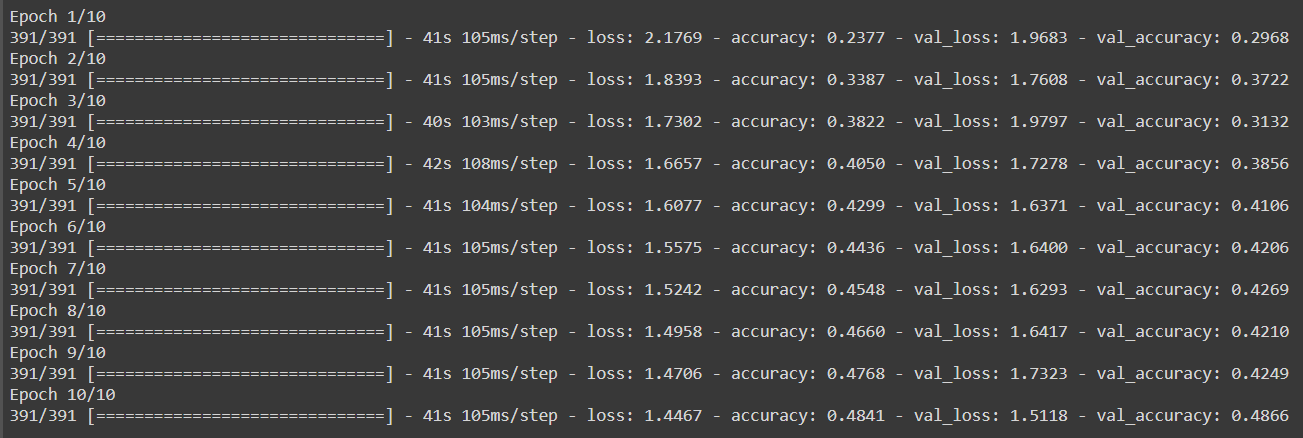 Epoch 1/10
391/391 [==============================] - 41s 105ms/step - loss: 2.1769 - accuracy: 0.2377 - val_loss: 1.9683 - val_accuracy: 0.2968
Epoch 2/10
391/391 [==============================] - 41s 105ms/step - loss: 1.8393 - accuracy: 0.3387 - val_loss: 1.7608 - val_accuracy: 0.3722
Epoch 3/10
391/391 [==============================] - 40s 103ms/step - loss: 1.7302 - accuracy: 0.3822 - val_loss: 1.9797 - val_accuracy: 0.3132
Epoch 4/10
391/391 [==============================] - 42s 108ms/step - loss: 1.6657 - accuracy: 0.4050 - val_loss: 1.7278 - val_accuracy: 0.3856
Epoch 5/10
391/391 [==============================] - 41s 104ms/step - loss: 1.6077 - accuracy: 0.4299 - val_loss: 1.6371 - val_accuracy: 0.4106
Epoch 6/10
391/391 [==============================] - 41s 105ms/step - loss: 1.5575 - accuracy: 0.4436 - val_loss: 1.6400 - val_accuracy: 0.4206
Epoch 7/10
391/391 [==============================] - 41s 105ms/step - loss: 1.5242 - accuracy: 0.4548 - val_loss: 1.6293 - val_accuracy: 0.4269
Epoch 8/10
391/391 [==============================] - 41s 105ms/step - loss: 1.4958 - accuracy: 0.4660 - val_loss: 1.6417 - val_accuracy: 0.4210
Epoch 9/10
391/391 [==============================] - 41s 105ms/step - loss: 1.4706 - accuracy: 0.4768 - val_loss: 1.7323 - val_accuracy: 0.4249
Epoch 10/10
391/391 [==============================] - 41s 105ms/step - loss: 1.4467 - accuracy: 0.4841 - val_loss: 1.5118 - val_accuracy: 0.4866